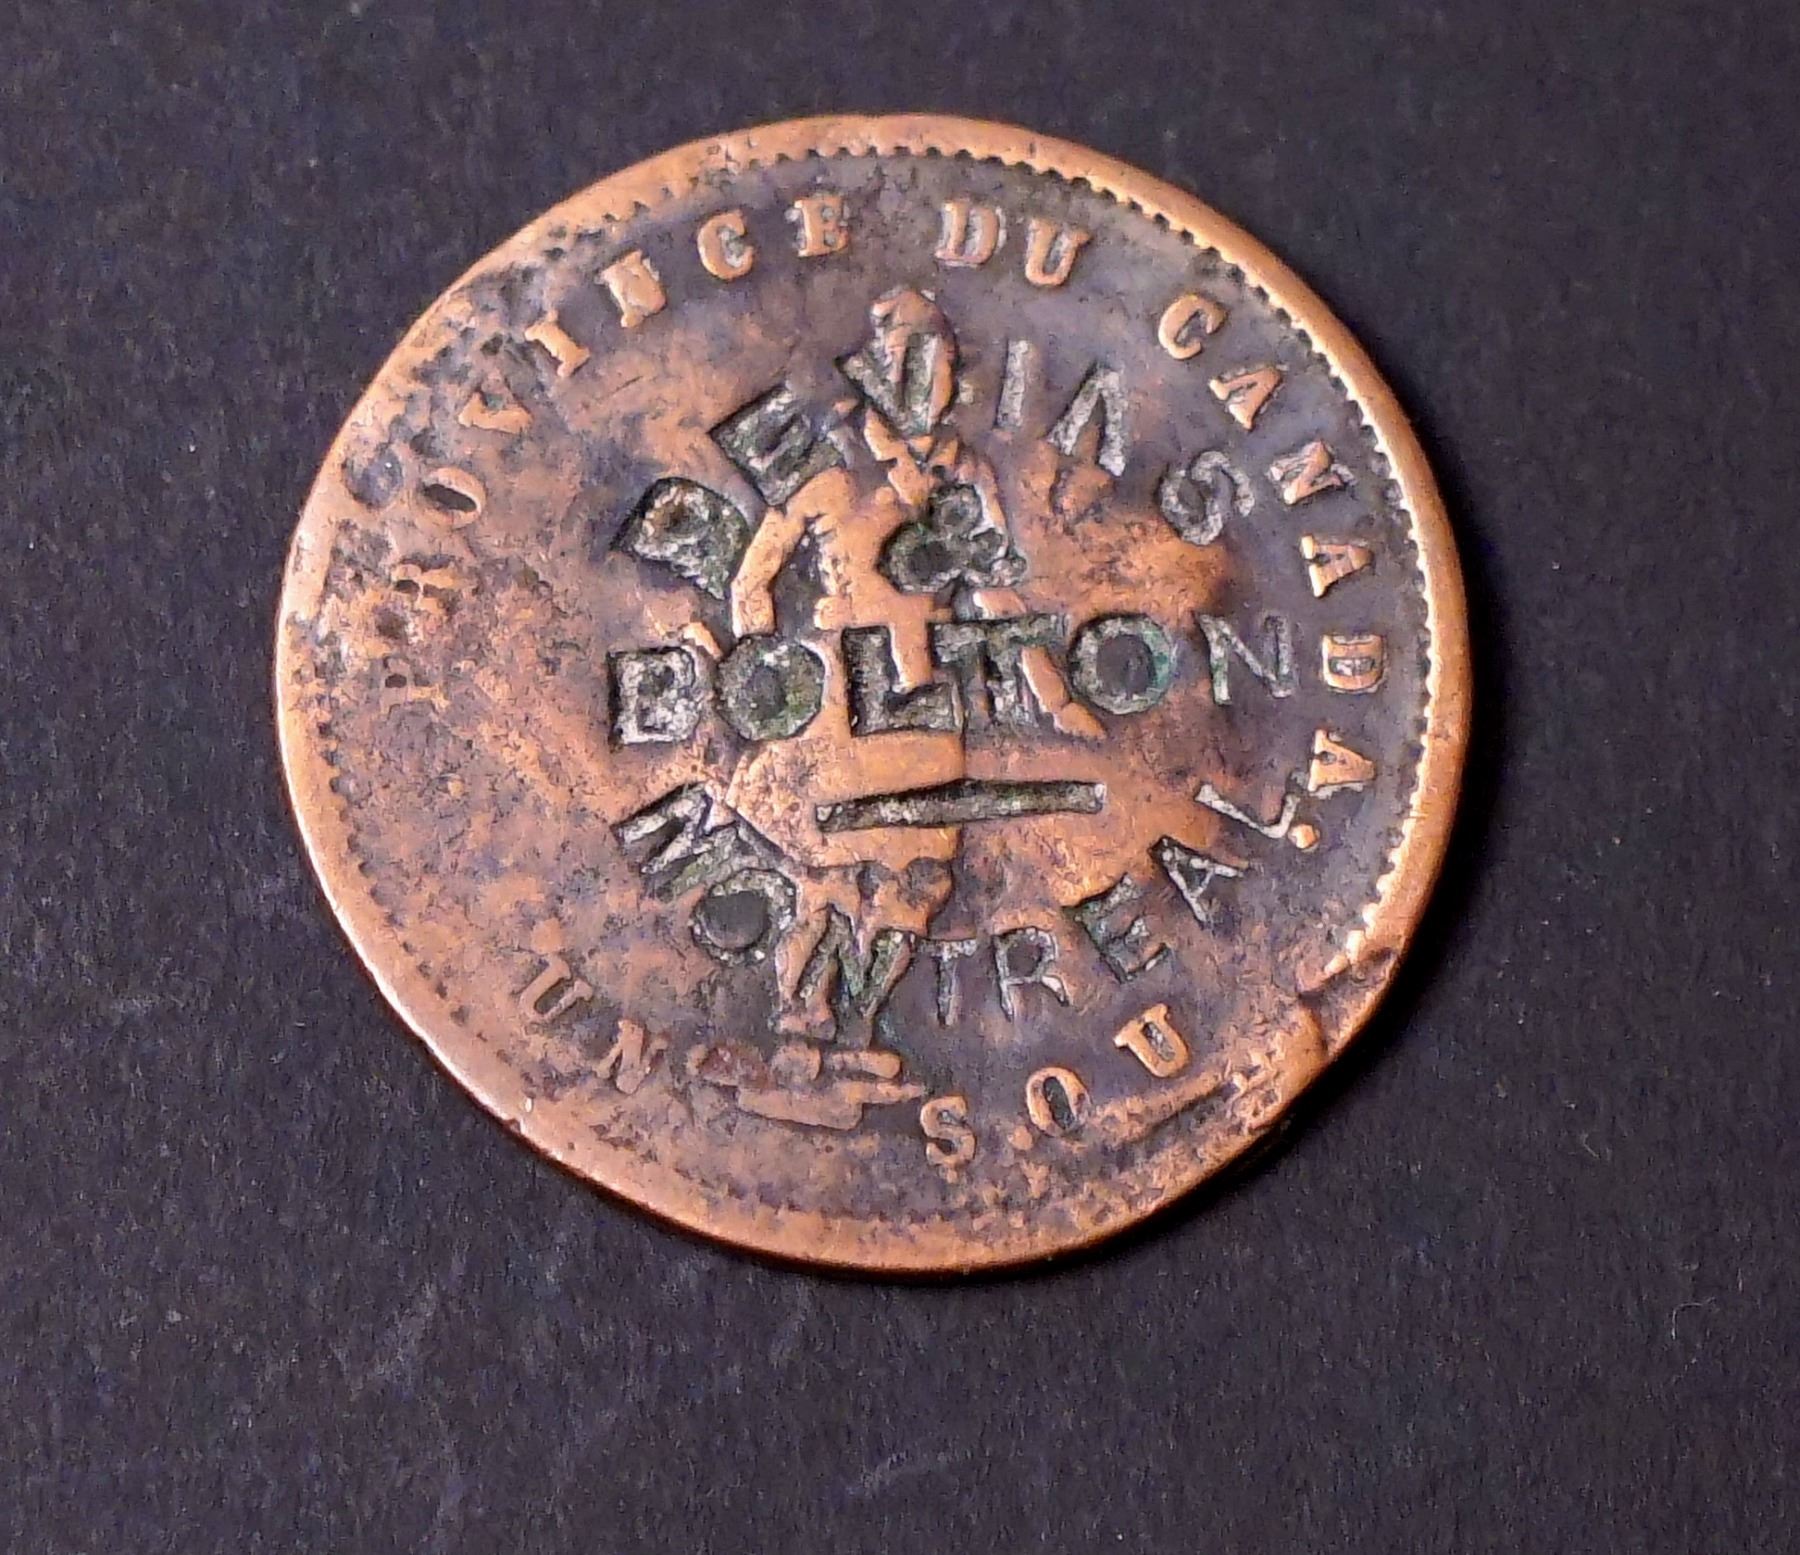 PROVINCE DU CANADA.
DEVINS
&
BOLTON
MONTREAL
UN SOU